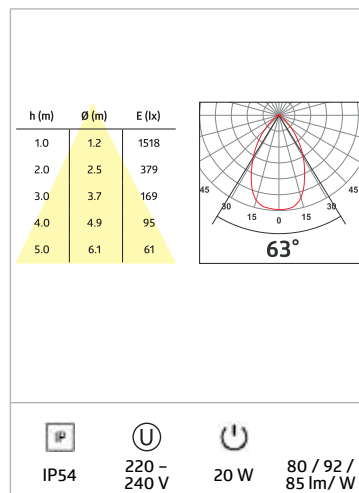 h (m) Ø (m) E (lx)
1.0 1.2 1518
2.0 2.5 379
3.0 3.7 169
4.0 4.9 95
5.0 6.1 61
45 45
30 30
15 0 15
63°
IP
U
IP54
220 –
240 V
20 W
80 / 92 /
85 lm/ W